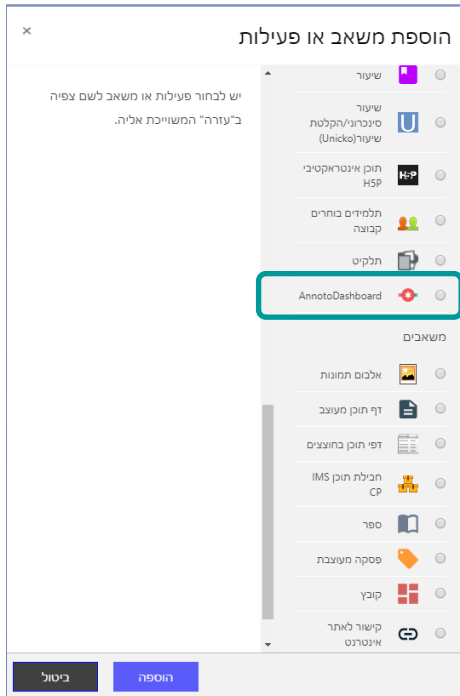 הוספת משאב או פעילות
×
יש לבחור פעילות או משאב לשם צפיה
ב"עזרה" המשוייכת אליה.
שיעור
שיעור
סינכרוני/הקלטת
שיעור(Unicko)
U
תוכן אינטראקטיבי
H5P
H5P
תלמידים בוחרים
קבוצה
תלקיט
AnnotoDashboard
משאבים
אלבום תמונות
דף תוכן מעוצב
דפי תוכן בחוצצים
חבילת תוכן IMS
CP
ספר
פסקה מעוצבת
קובץ
קישור לאתר
אינטרנט
הוספה
ביטול